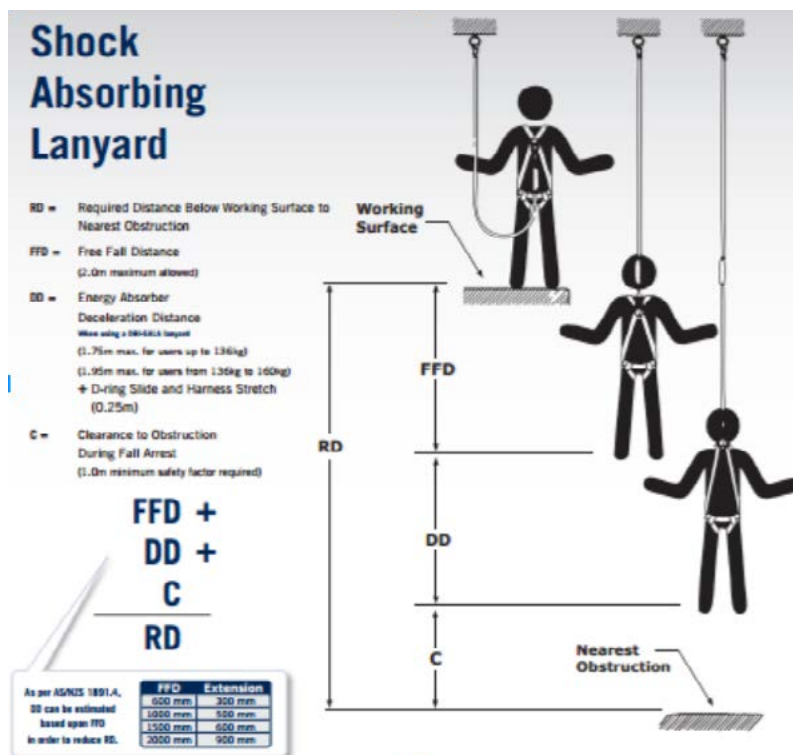 Shock
Absorbing
Lanyard
RD = Required Distance Below Working Surface to
Nearest Obstruction
FFD = Free Fall Distance
(2.0m maximum allowed)
DD = Energy Absorber
Deceleration Distance
When using a DBI-SALA lanyard
(1.75m max. for users up to 136kg)
(1.95m max. for users from 136kg to 160kg)
+ D-ring Slide and Harness Stretch
(0.25m)
C = Clearance to Obstruction
During Fall Arrest
(1.0m minimum safety factor required)
FFD +
DD +
C
RD
As per AS/NZS 1891.4,
DD can be estimated
based upon FFD
in order to reduce RD.
FFD Extension
600 mm 300 mm
1000 mm 500 mm
1500 mm 600 mm
2000 mm 900 mm
Working
Surface
FFD
RD
DD
C
Nearest
Obstruction